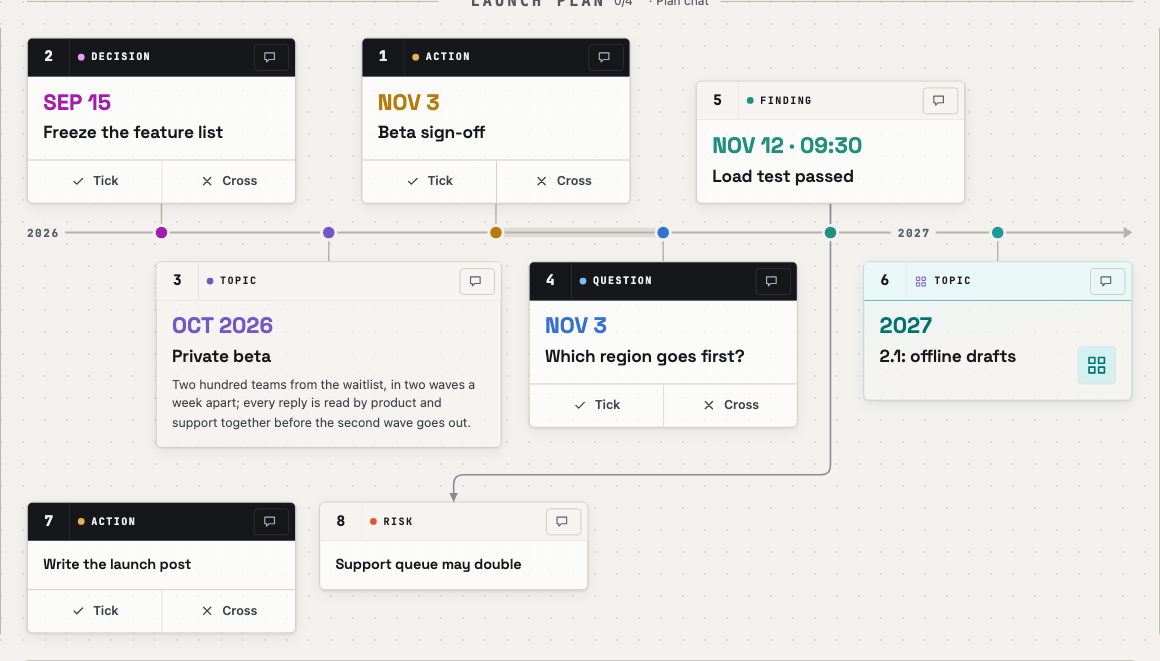 LAUNCH PLAN 0/4 · Plan chat
2 DECISION
SEP 15
Freeze the feature list
Tick Cross
1 ACTION
NOV 3
Beta sign-off
Tick Cross
5 FINDING
NOV 12 · 09:30
Load test passed
2026
2027
3 TOPIC
OCT 2026
Private beta
Two hundred teams from the waitlist, in two waves a
week apart; every reply is read by product and
support together before the second wave goes out.
4 QUESTION
NOV 3
Which region goes first?
Tick Cross
6 TOPIC
2027
2.1: offline drafts
7 ACTION
Write the launch post
Tick Cross
8 RISK
Support queue may double